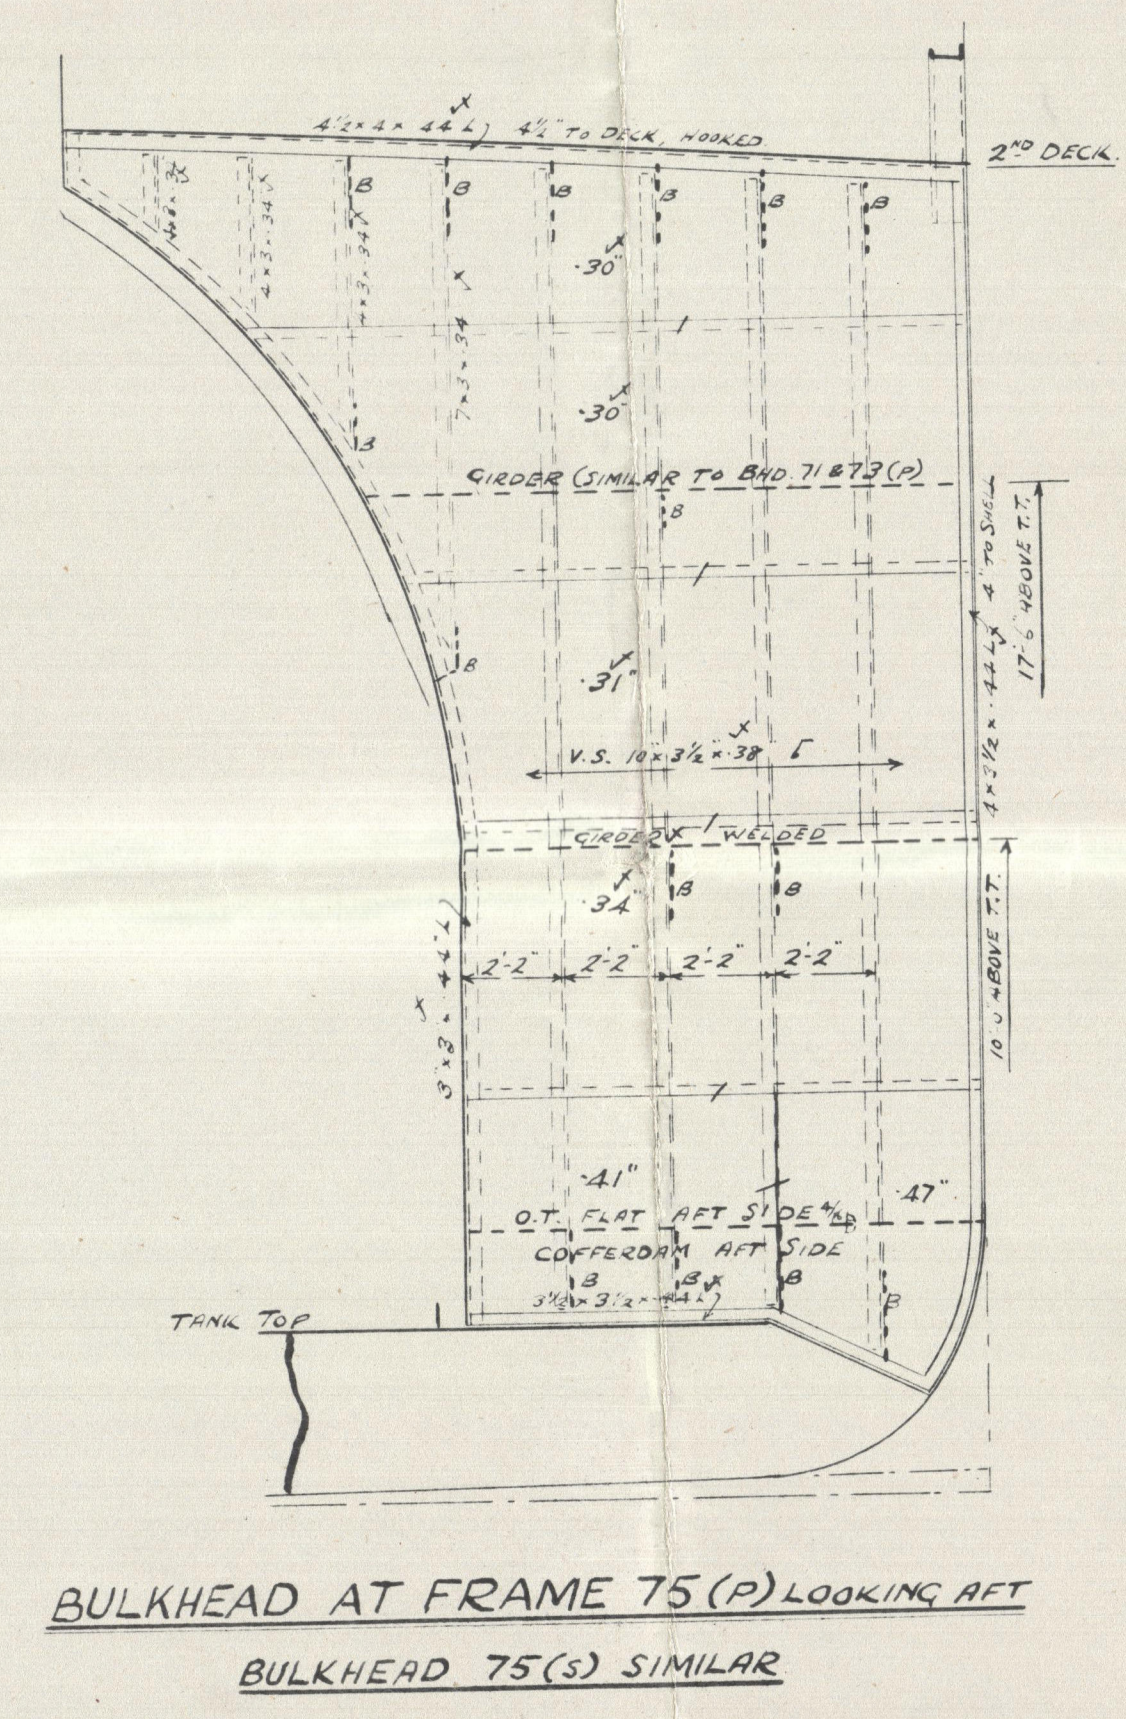 4½ x 4 x .44 L 4½" TO DECK, HOOKED.
2ND DECK.
4 x 3 x .34
4 x 3 x .34
B
B
B
B
B
B
.30"
7 x 3 x .34
.30"
B
GIRDER (SIMILAR TO BHD. 71 & 73 (P)
B
4 x 3½ x .44 L 4" TO SHELL
17'-6" ABOVE T.T.
B
.31"
V.S. 10" x 3½" x .38"
GIRDER WELDED
.34"
B
B
2'-2" 2'-2" 2'-2" 2'-2"
3" x 3" x .44" L
10'-0" ABOVE T.T.
.41"
.47"
O.T. FLAT AFT SIDE
COFFERDAM AFT SIDE
B
B
B
B
3½ x 3½ x .44 L
TANK TOP
BULKHEAD AT FRAME 75 (P) LOOKING AFT
BULKHEAD 75 (S) SIMILAR